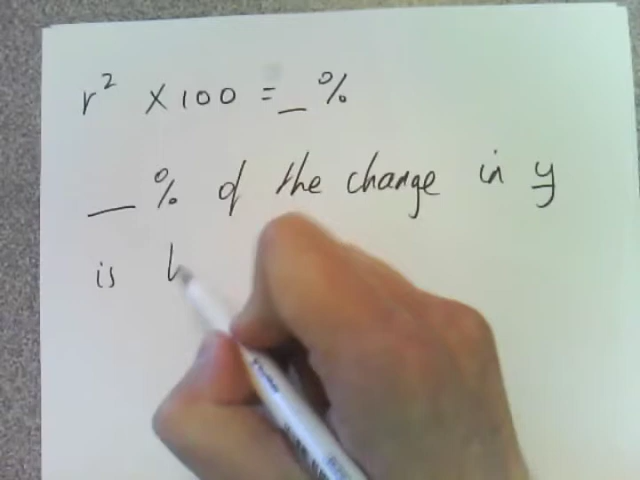 r² ×100 = _ %
_ % of the change in y
is